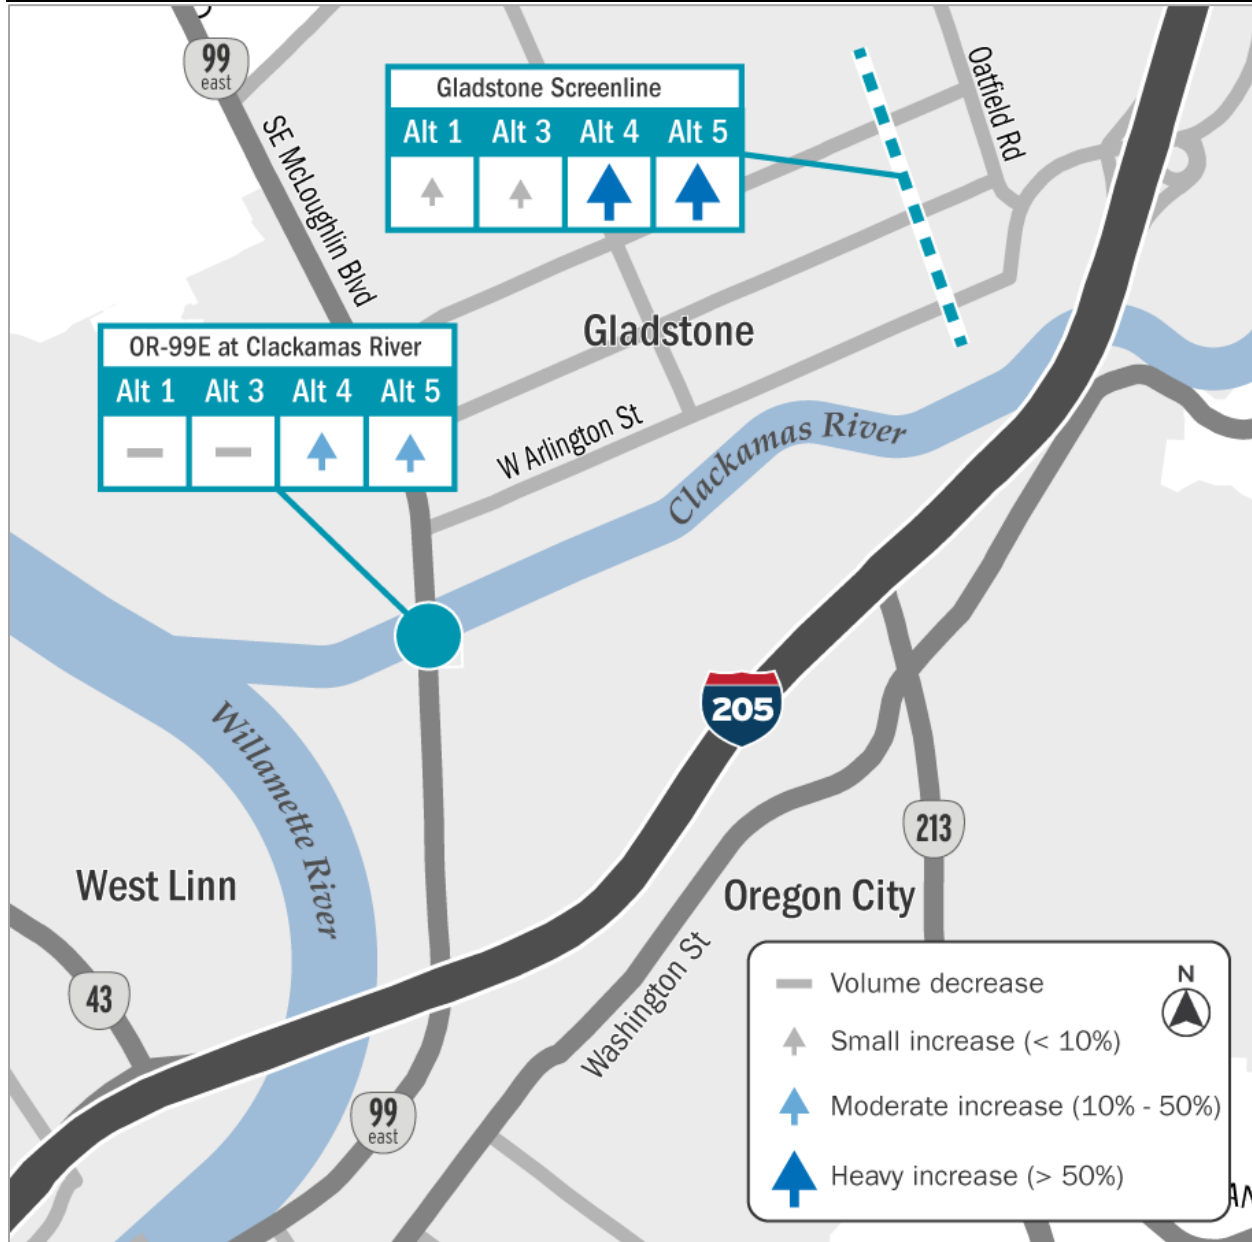 99
east
SE McLoughlin Blvd
Oatfield Rd
Gladstone Screenline
Alt 1 Alt 3 Alt 4 Alt 5
Gladstone
OR-99E at Clackamas River
Alt 1 Alt 3 Alt 4 Alt 5
W Arlington St
Clackamas River
205
Willamette River
213
West Linn
Oregon City
Washington St
43
99
east
N
Volume decrease
Small increase (< 10%)
Moderate increase (10% - 50%)
Heavy increase (> 50%)